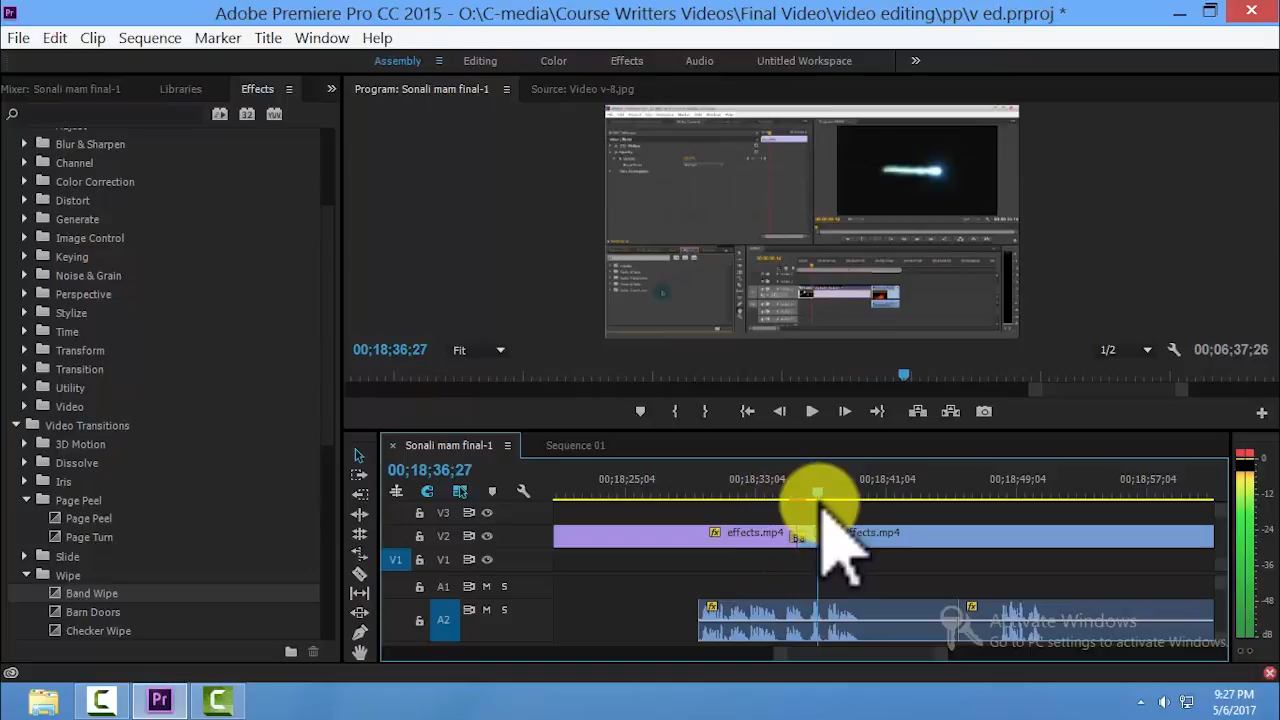 Adobe Premiere Pro CC 2015 - O:\C-media\Course Writters Videos\Final Video\video editing\pp\v ed.prproj *
File Edit Clip Sequence Marker Title Window Help
Assembly Editing Color Effects Audio Untitled Workspace
Mixer: Sonali mam final-1 Libraries Effects Program: Sonali mam final-1 Source: Video v-8.jpg
Channel
Color Correction
Distort
Generate
Image Control
Keying
Noise & Grain
Perspective
Time
Transform
Transition
Utility
Video
Video Transitions
3D Motion
Dissolve
Iris
Page Peel
Page Peel
Page Turn
Slide
Wipe
Band Wipe
Barn Doors
Checker Wipe
00;18;36;27 Fit 1/2 00;06;37;26
Sonali mam final-1 Sequence 01
00;18;36;27
00;18;25;04 00;18;33;04 00;18;41;04 00;18;49;04 00;18;57;04
V3
V2
effects.mp4 effects.mp4
V1 V1
A1 M S
A2 M S
0
-12
-24
-36
-48
dB
Activate Windows
Go to PC settings to activate Windows.
9:27 PM
5/6/2017